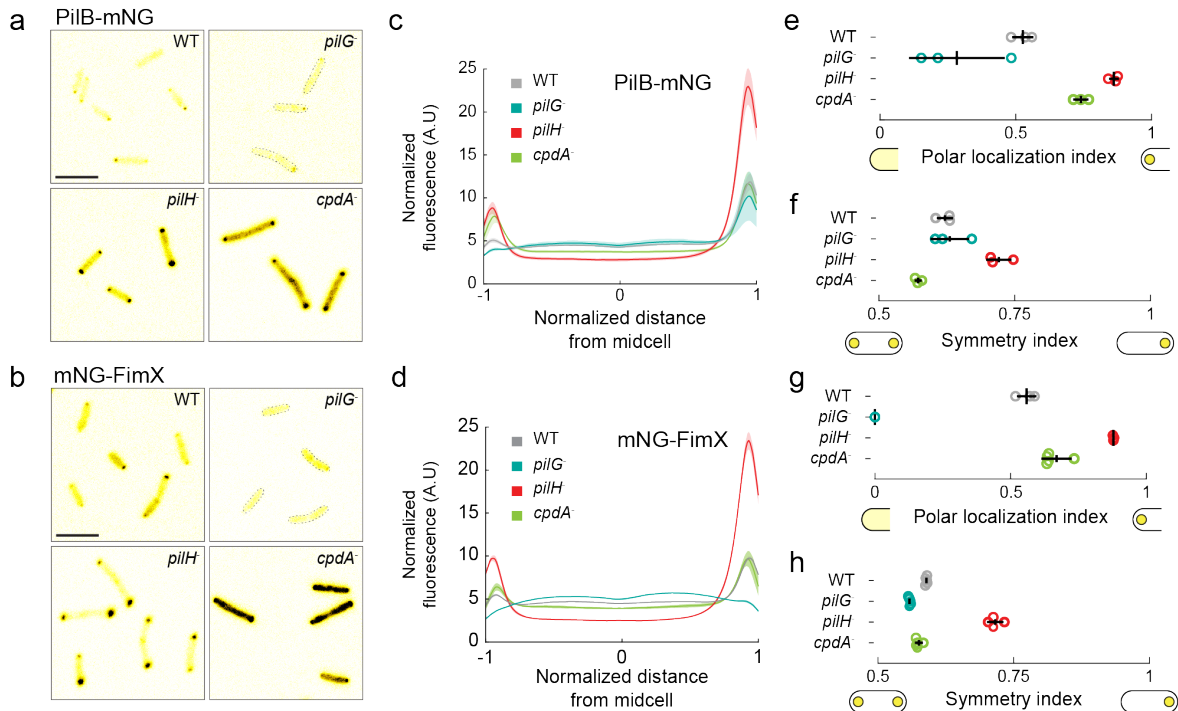 a
PilB-mNG
WT
pilG-
pilH-
cpdA-
b
mNG-FimX
WT
pilG-
pilH-
cpdA-
c
PilB-mNG
WT
pilG-
pilH-
cpdA-
25
20
15
10
5
0
-1
0
1
Normalized
fluorescence (A.U)
Normalized distance
from midcell
d
mNG-FimX
WT
pilG-
pilH-
cpdA-
25
20
15
10
5
0
-1
0
1
Normalized
fluorescence (A.U)
Normalized distance
from midcell
e
WT
pilG-
pilH-
cpdA-
0
0.5
1
Polar localization index
f
WT
pilG-
pilH-
cpdA-
0.5
0.75
1
Symmetry index
g
WT
pilG-
pilH-
cpdA-
0
0.5
1
Polar localization index
h
WT
pilG-
pilH-
cpdA-
0.5
0.75
1
Symmetry index